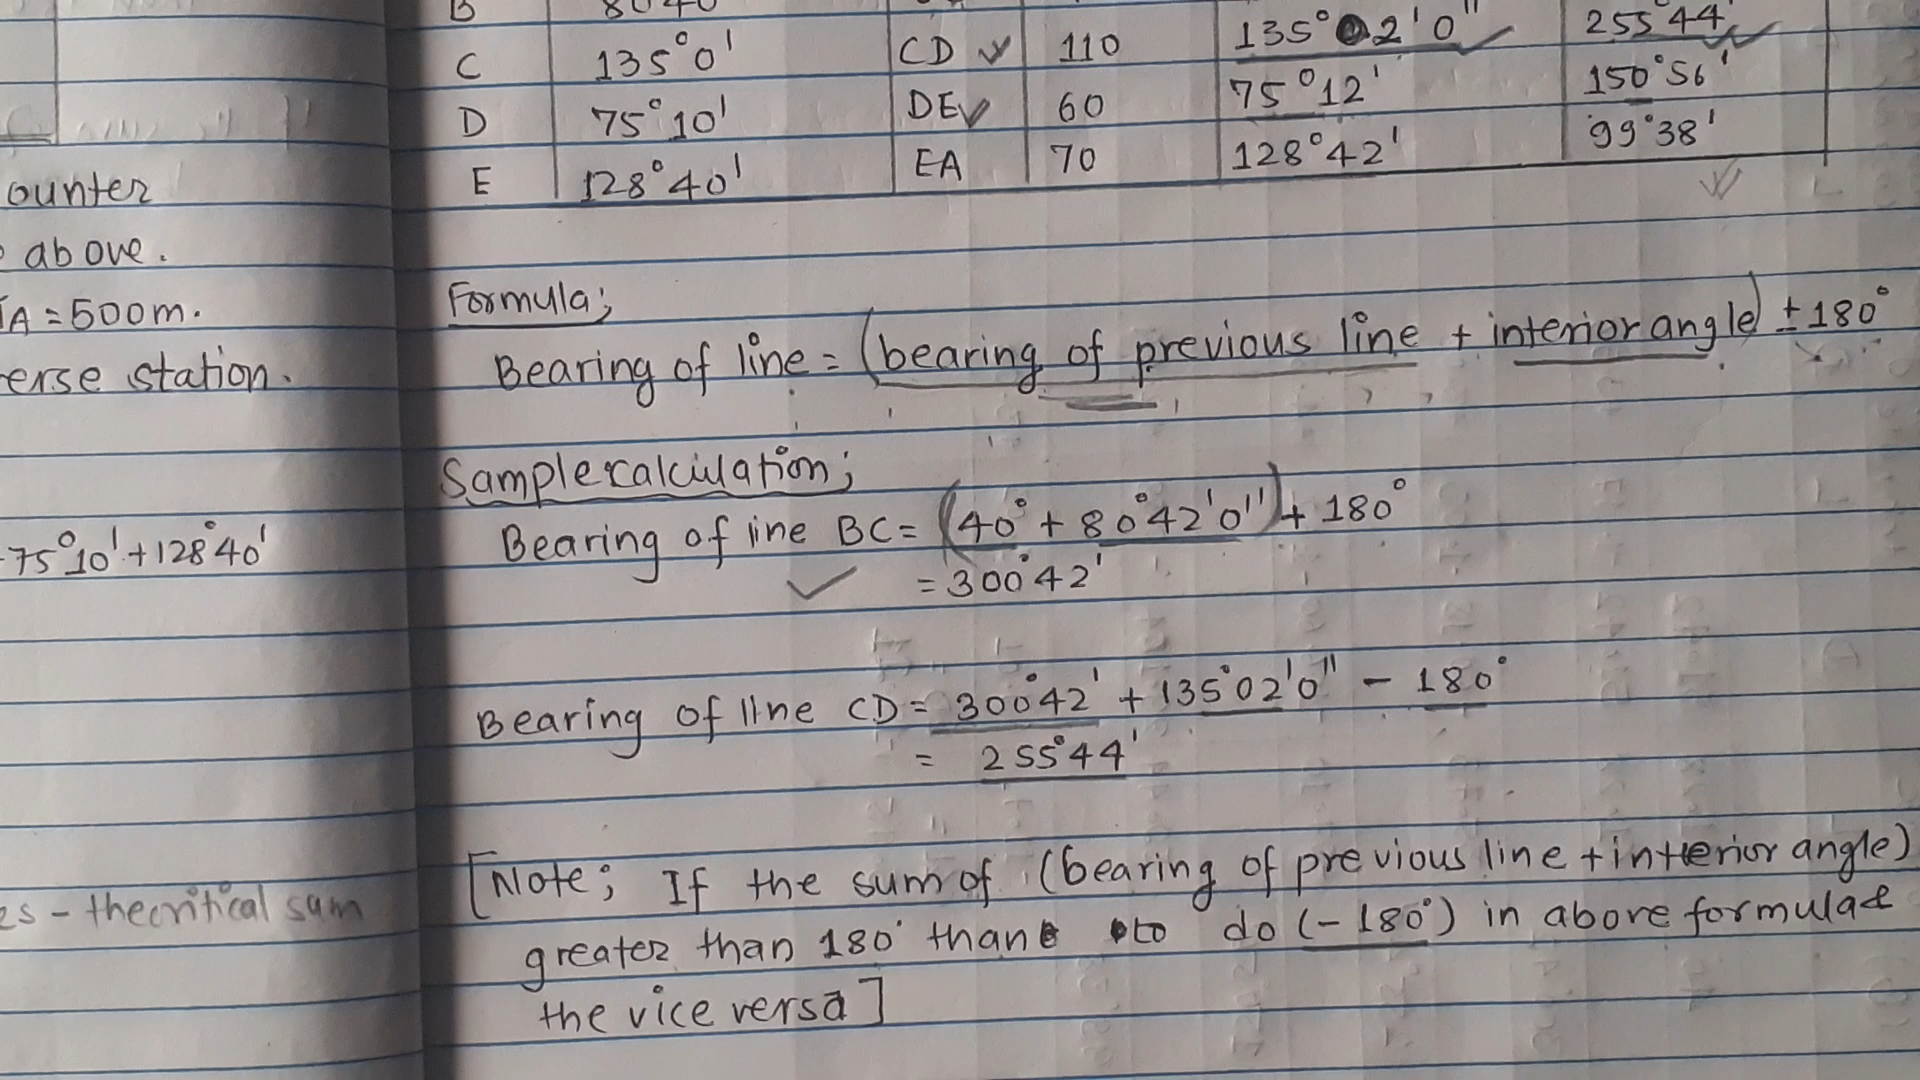 B 80°40'
C 135°0' CD 110 135°02'0" 255°44'
D 75°10' DE 60 75°12' 150°56'
E 128°40' EA 70 128°42' 99°38'
ounter
above.
A = 500m.
erse station.
75°10' + 128°40'
es - theoritical sum
Formula;
Bearing of line = (bearing of previous line + interior angle) ± 180°
Sample calculation;
Bearing of line BC = (40° + 80°42'0") + 180°
= 300°42'
Bearing of line CD = 300°42' + 135°02'0" - 180°
= 255°44'
[Note; If the sum of (bearing of previous line + interior angle)
greater than 180° than to do (- 180°) in above formulae
the vice versa]